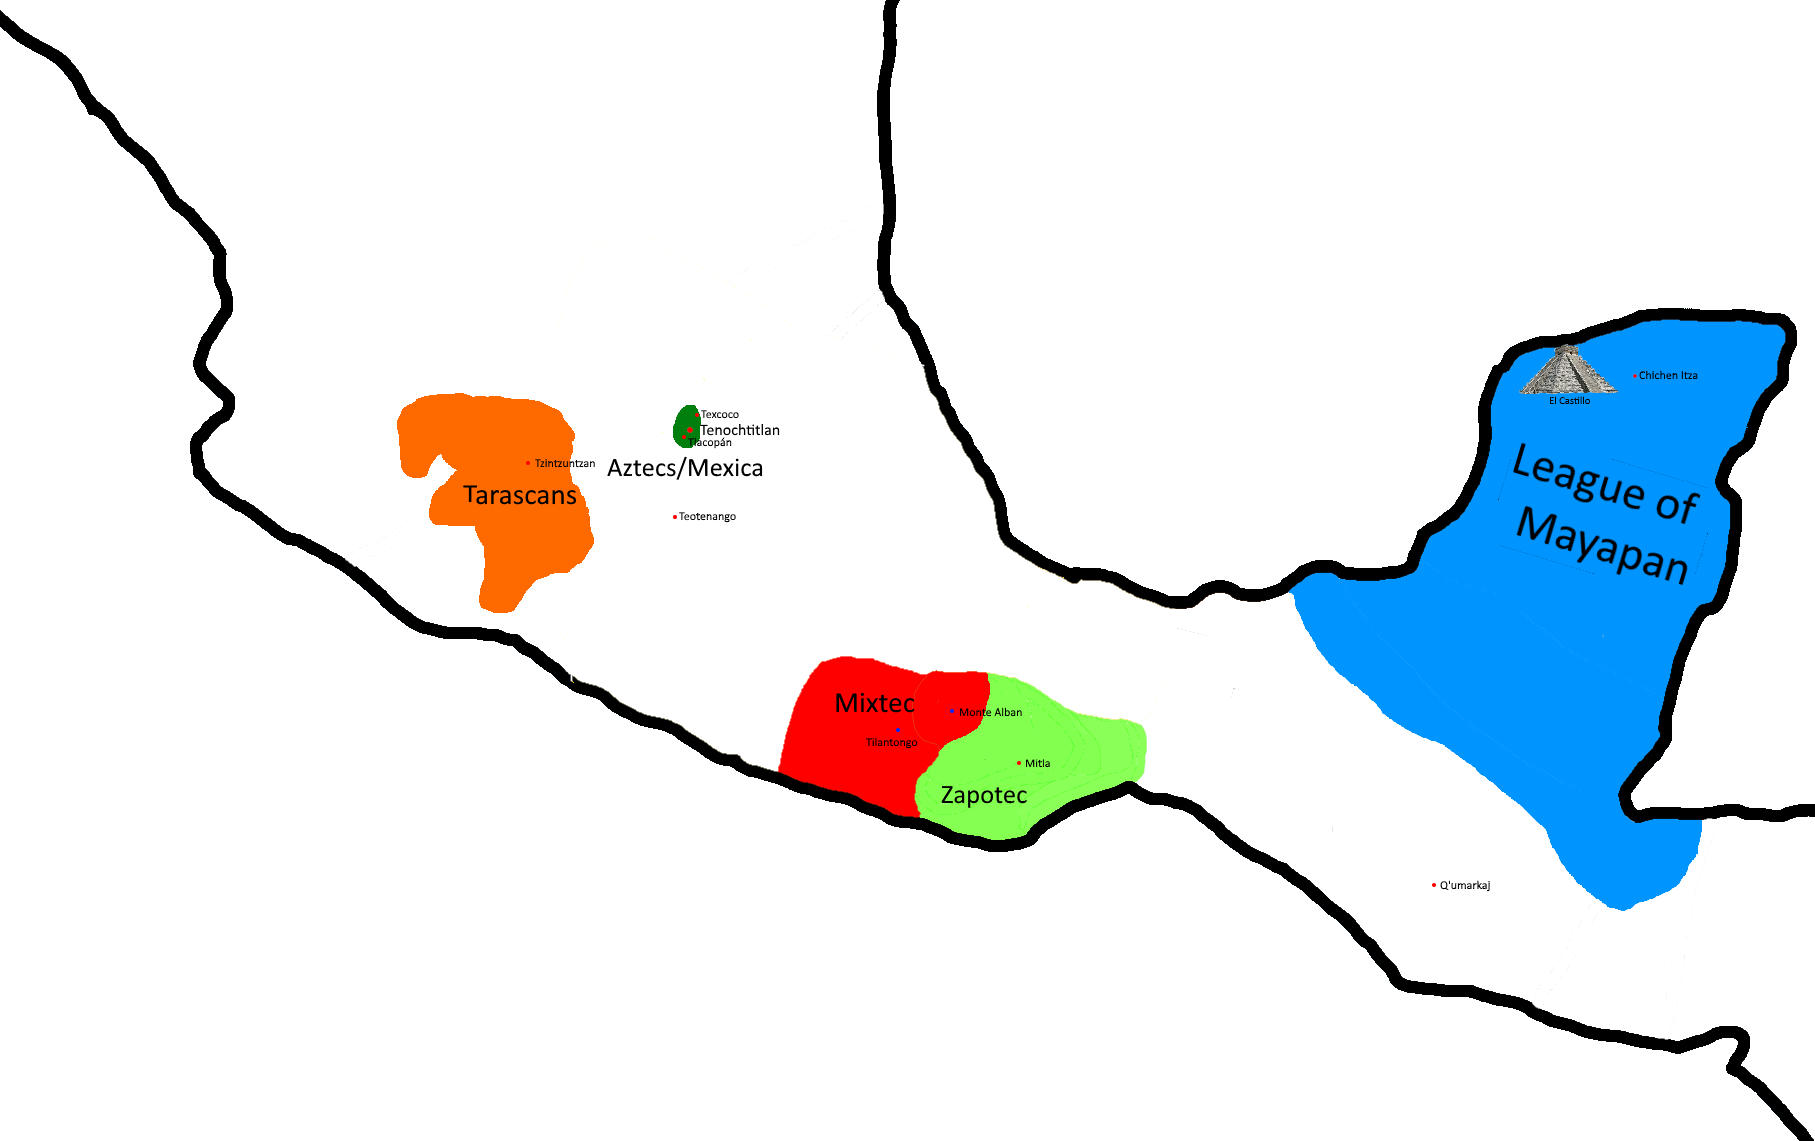 Texcoco
Tenochtitlan
Tlacopán
Aztecs/Mexica
Tzintzuntzan
Tarascans
Teotenango
Chichen Itza
El Castillo
League of
Mayapan
Mixtec
Monte Alban
Tilantongo
Mitla
Zapotec
Q'umarkaj